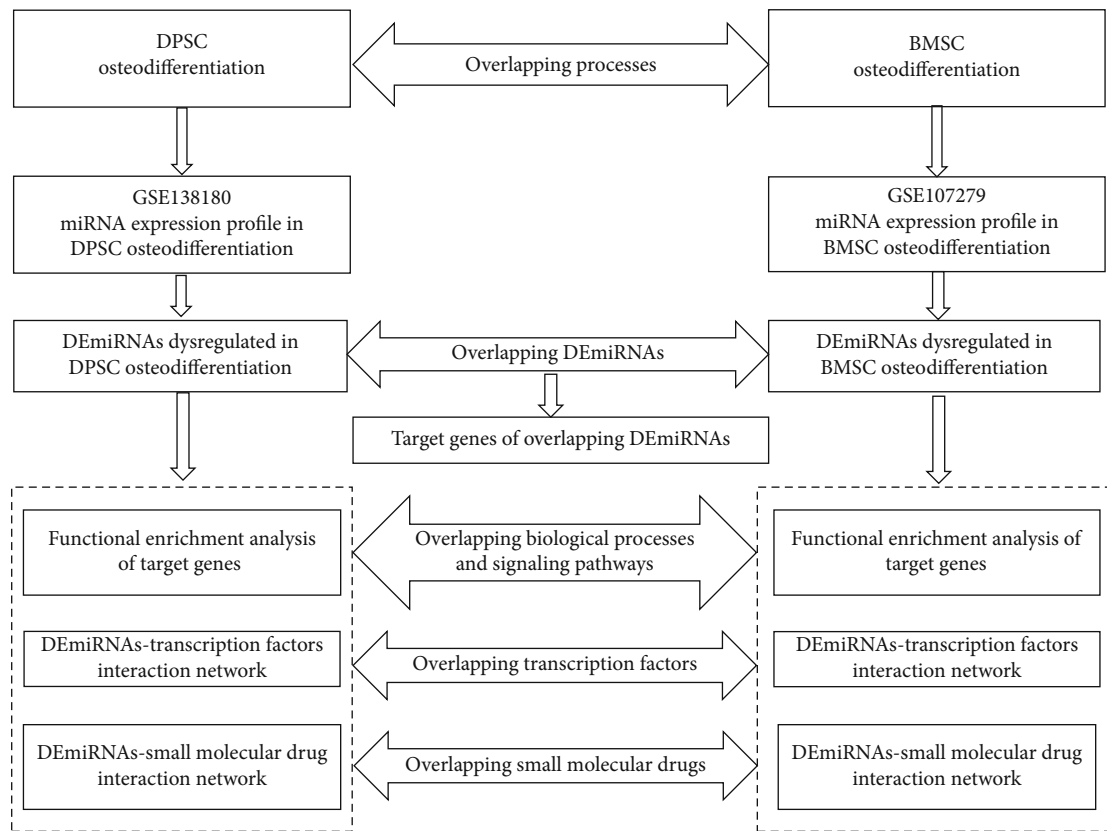 DPSC
osteodifferentiation
Overlapping processes
BMSC
osteodifferentiation
GSE138180
miRNA expression profile in
DPSC osteodifferentiation
GSE107279
miRNA expression profile in
BMSC osteodifferentiation
DEmiRNAs dysregulated in
DPSC osteodifferentiation
Overlapping DEmiRNAs
DEmiRNAs dysregulated in
BMSC osteodifferentiation
Target genes of overlapping DEmiRNAs
Functional enrichment analysis
of target genes
Overlapping biological processes
and signaling pathways
Functional enrichment analysis of
target genes
DEmiRNAs-transcription factors
interaction network
Overlapping transcription factors
DEmiRNAs-transcription factors
interaction network
DEmiRNAs-small molecular drug
interaction network
Overlapping small molecular drugs
DEmiRNAs-small molecular drug
interaction network